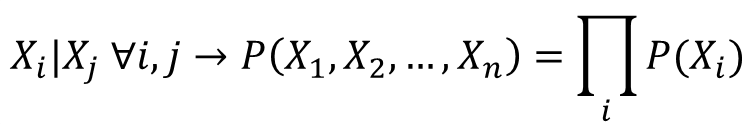 X_i|X_j ∀i,j → P(X_1, X_2, …, X_n) = ∏_i P(X_i)